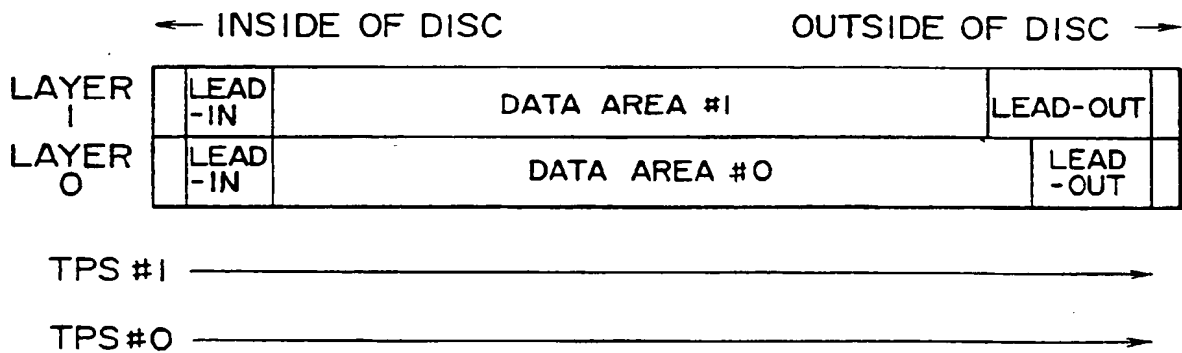 ← INSIDE OF DISC OUTSIDE OF DISC →
LAYER 1
LEAD-IN
DATA AREA #1
LEAD-OUT
LAYER 0
LEAD-IN
DATA AREA #0
LEAD-OUT
TPS #1
TPS #0